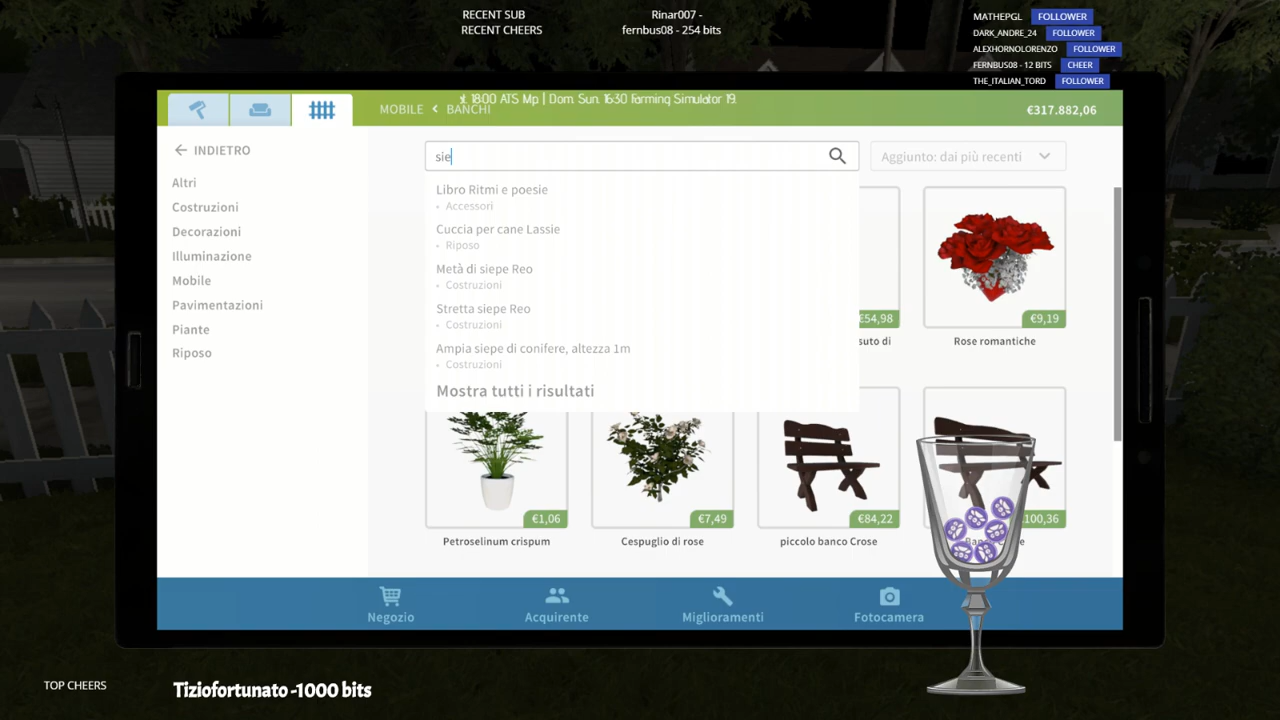 RECENT SUB
Rinar007 -
RECENT CHEERS
fernbus08 - 254 bits
MATHEPGL FOLLOWER
DARK_ANDRE_24 FOLLOWER
ALEXHORNOLORENZO FOLLOWER
FERNBUS08 - 12 BITS CHEER
THE_ITALIAN_TORD FOLLOWER
18:00 ATS Mp | Dom. Sun. 16:30 Farming Simulator 19.
MOBILE < BANCHI
€317.882,06
INDIETRO
Altri
Costruzioni
Decorazioni
Illuminazione
Mobile
Pavimentazioni
Piante
Riposo
sie
Aggiunto: dai più recenti
Libro Ritmi e poesie
• Accessori
Cuccia per cane Lassie
• Riposo
Metà di siepe Reo
• Costruzioni
Stretta siepe Reo
• Costruzioni
Ampia siepe di conifere, altezza 1m
• Costruzioni
Mostra tutti i risultati
€54,98
€9,19
suto di
Rose romantiche
€1,06
€7,49
€84,22
100,36
Petroselinum crispum
Cespuglio di rose
piccolo banco Crose
Negozio
Acquirente
Miglioramenti
Fotocamera
TOP CHEERS
Tiziofortunato -1000 bits